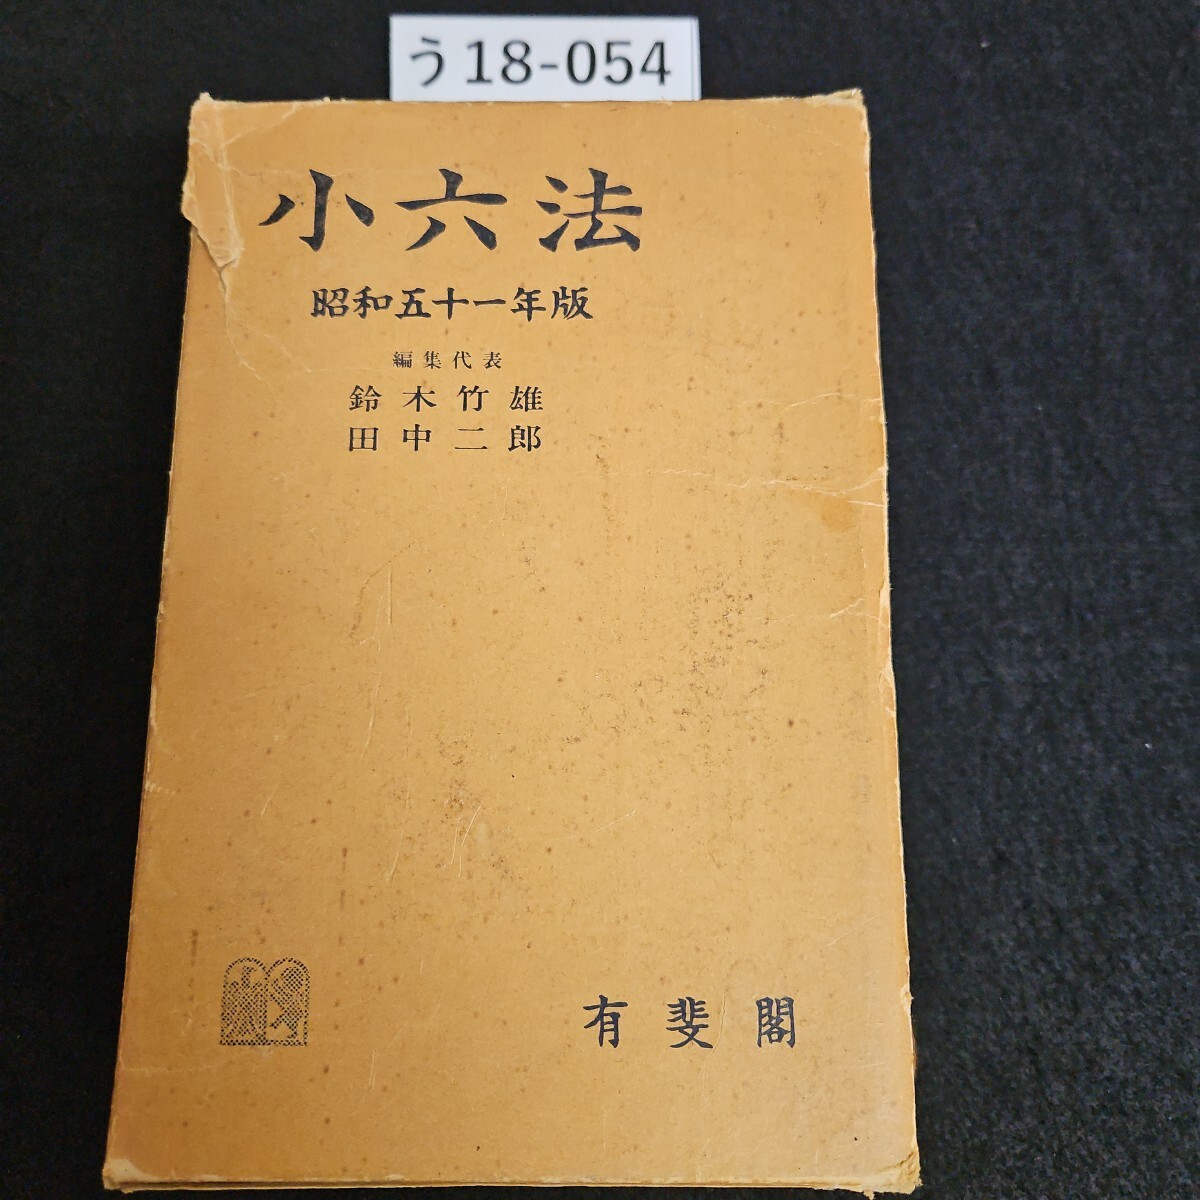 う18-054
小六法
昭和五十一年版
編集代表
鈴木竹雄
田中二郎
有斐閣